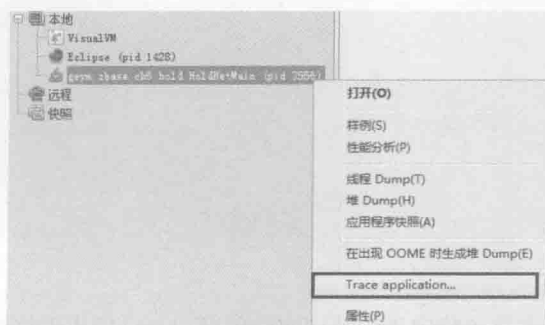 本地
VisualVM
Eclipse (pid 1428)
(pid
远程
快照
打开(O)
样例(S)
性能分析(P)
线程 Dump(T)
堆 Dump(H)
应用程序快照(A)
在出现 OOME 时生成堆 Dump(E)
Trace application...
属性(P)